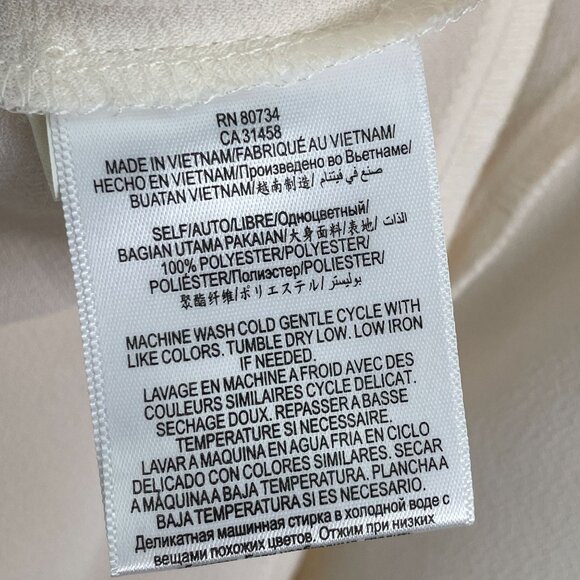 RN 80734
CA 31458
MADE IN VIETNAM/FABRIQUÉ AU VIETNAM/
HECHO EN VIETNAM/Произведено во Вьетнаме/
BUATAN VIETNAM/越南制造/صنع في فيتنام
SELF/AUTO/LIBRE/Одноцветный/
BAGIAN UTAMA PAKAIAN/大身面料/表地/الذات
100% POLYESTER/POLYESTER/
POLIÉSTER/Полиэстер/POLIESTER/
聚酯纤维/ポリエステル/بوليستر
MACHINE WASH COLD GENTLE CYCLE WITH
LIKE COLORS. TUMBLE DRY LOW. LOW IRON
IF NEEDED.
LAVAGE EN MACHINE A FROID AVEC DES
COULEURS SIMILAIRES CYCLE DELICAT.
SECHAGE DOUX. REPASSER A BASSE
TEMPERATURE SI NECESSAIRE.
LAVAR A MAQUINA EN AGUA FRIA EN CICLO
DELICADO CON COLORES SIMILARES. SECAR
A MÁQUINA A BAJA TEMPERATURA. PLANCHA A
BAJA TEMPERATURA SI ES NECESARIO.
Деликатная машинная стирка в холодной воде с
вещами похожих цветов. Отжим при низких